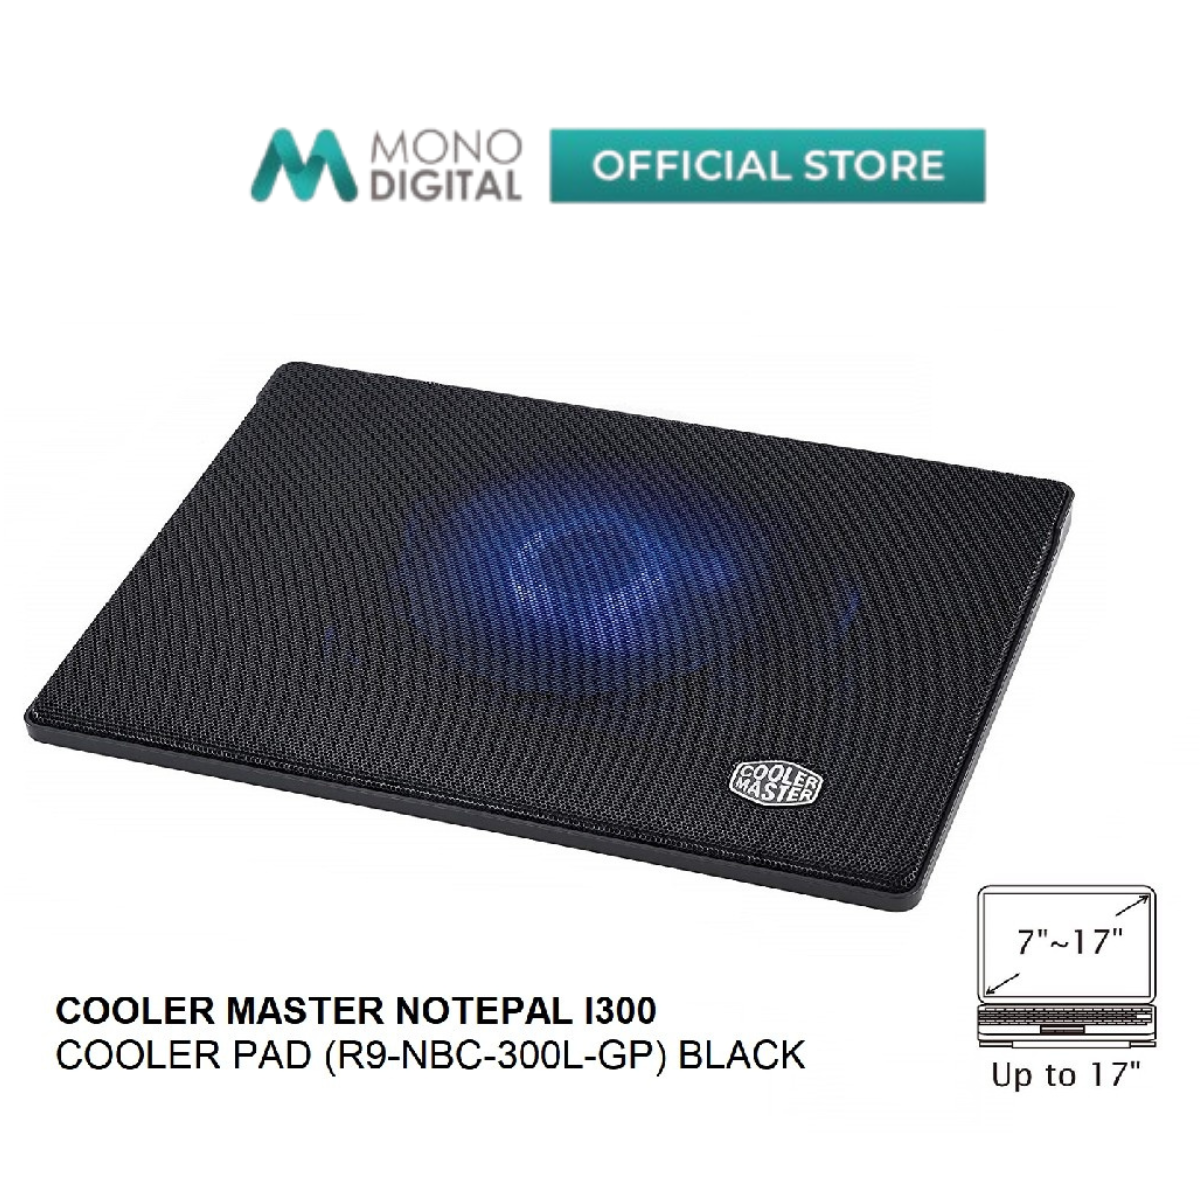 MONO
DIGITAL
OFFICIAL STORE
COOLER
MASTER
7"~17"
Up to 17"
COOLER MASTER NOTEPAL I300
COOLER PAD (R9-NBC-300L-GP) BLACK